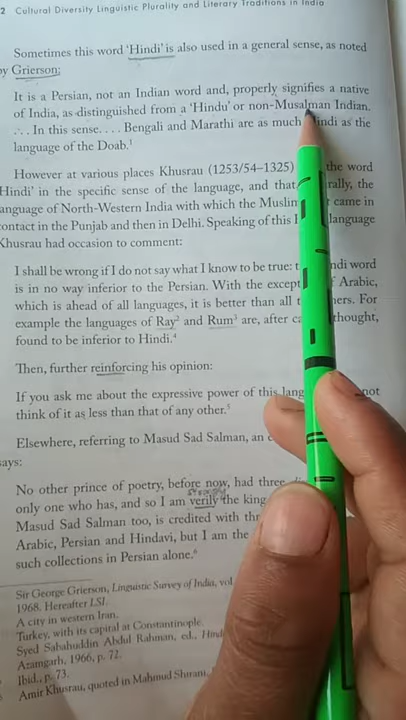 2 Cultural Diversity Linguistic Plurality and Literary Traditions in India
Sometimes this word 'Hindi' is also used in a general sense, as noted
by Grierson:
It is a Persian, not an Indian word and, properly signifies a native
of India, as distinguished from a 'Hindu' or non-Musalman Indian.
... In this sense.... Bengali and Marathi are as much indi as the
language of the Doab.1
However at various places Khusrau (1253/54–1325) the word
Hindi' in the specific sense of the language, and that rally, the
anguage of North-Western India with which the Muslim came in
contact in the Punjab and then in Delhi. Speaking of this language
Khusrau had occasion to comment:
I shall be wrong if I do not say what I know to be true: t ndi word
is in no way inferior to the Persian. With the except f Arabic,
which is ahead of all languages, it is better than all t hers. For
example the languages of Ray2 and Rum3 are, after ca thought,
found to be inferior to Hindi.4
Then, further reinforcing his opinion:
If you ask me about the expressive power of this lang not
think of it as less than that of any other.5
Elsewhere, referring to Masud Sad Salman, an
says:
No other prince of poetry, before now, had three
only one who has, and so I am verily the king
Masud Sad Salman too, is credited with thr
Arabic, Persian and Hindavi, but I am the
such collections in Persian alone.6
Sir George Grierson, Linguistic Survey of India, vol
1968. Hereafter LSI.
A city in western Iran.
Turkey, with its capital at Constantinople.
Syed Sabahuddin Abdul Rahman, ed., Hind
Azamgarh, 1966, p. 72.
Ibid., p. 73.
Amir Khusrau, quoted in Mahmud Shirani,